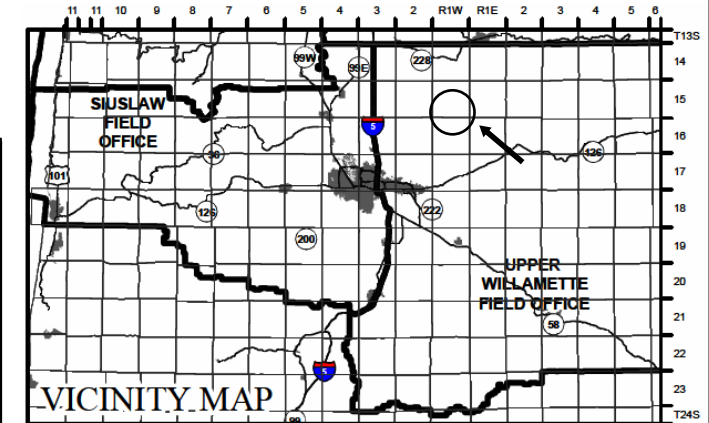 11 11 10 9 8 7 6 5 4 3 2 R1W R1E 2 3 4 5 6
T13S
99W
99E
228
14
SIUSLAW
FIELD
OFFICE
15
5
16
36
126
17
101
126
222
18
200
19
UPPER
WILLAMETTE
FIELD OFFICE
20
58
21
22
5
23
VICINITY MAP
99
T24S